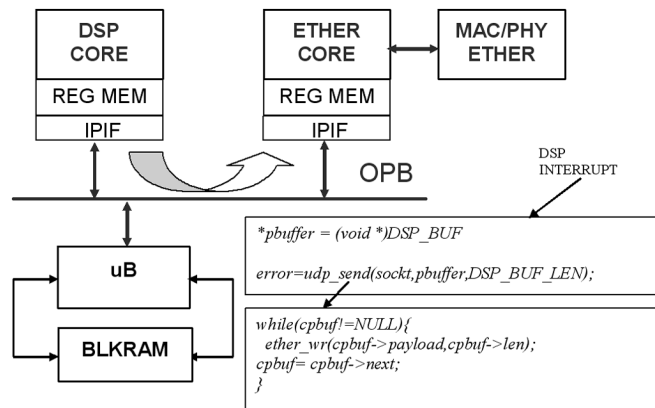 DSP
CORE
REG MEM
IPIF
ETHER
CORE
REG MEM
IPIF
MAC/PHY
ETHER
OPB
uB
BLKRAM
DSP
INTERRUPT
*pbuffer = (void *)DSP_BUF
error=udp_send(sockt,pbuffer,DSP_BUF_LEN);
while(cpbuf!=NULL){
ether_wr(cpbuf->payload,cpbuf->len);
cpbuf= cpbuf->next;
}